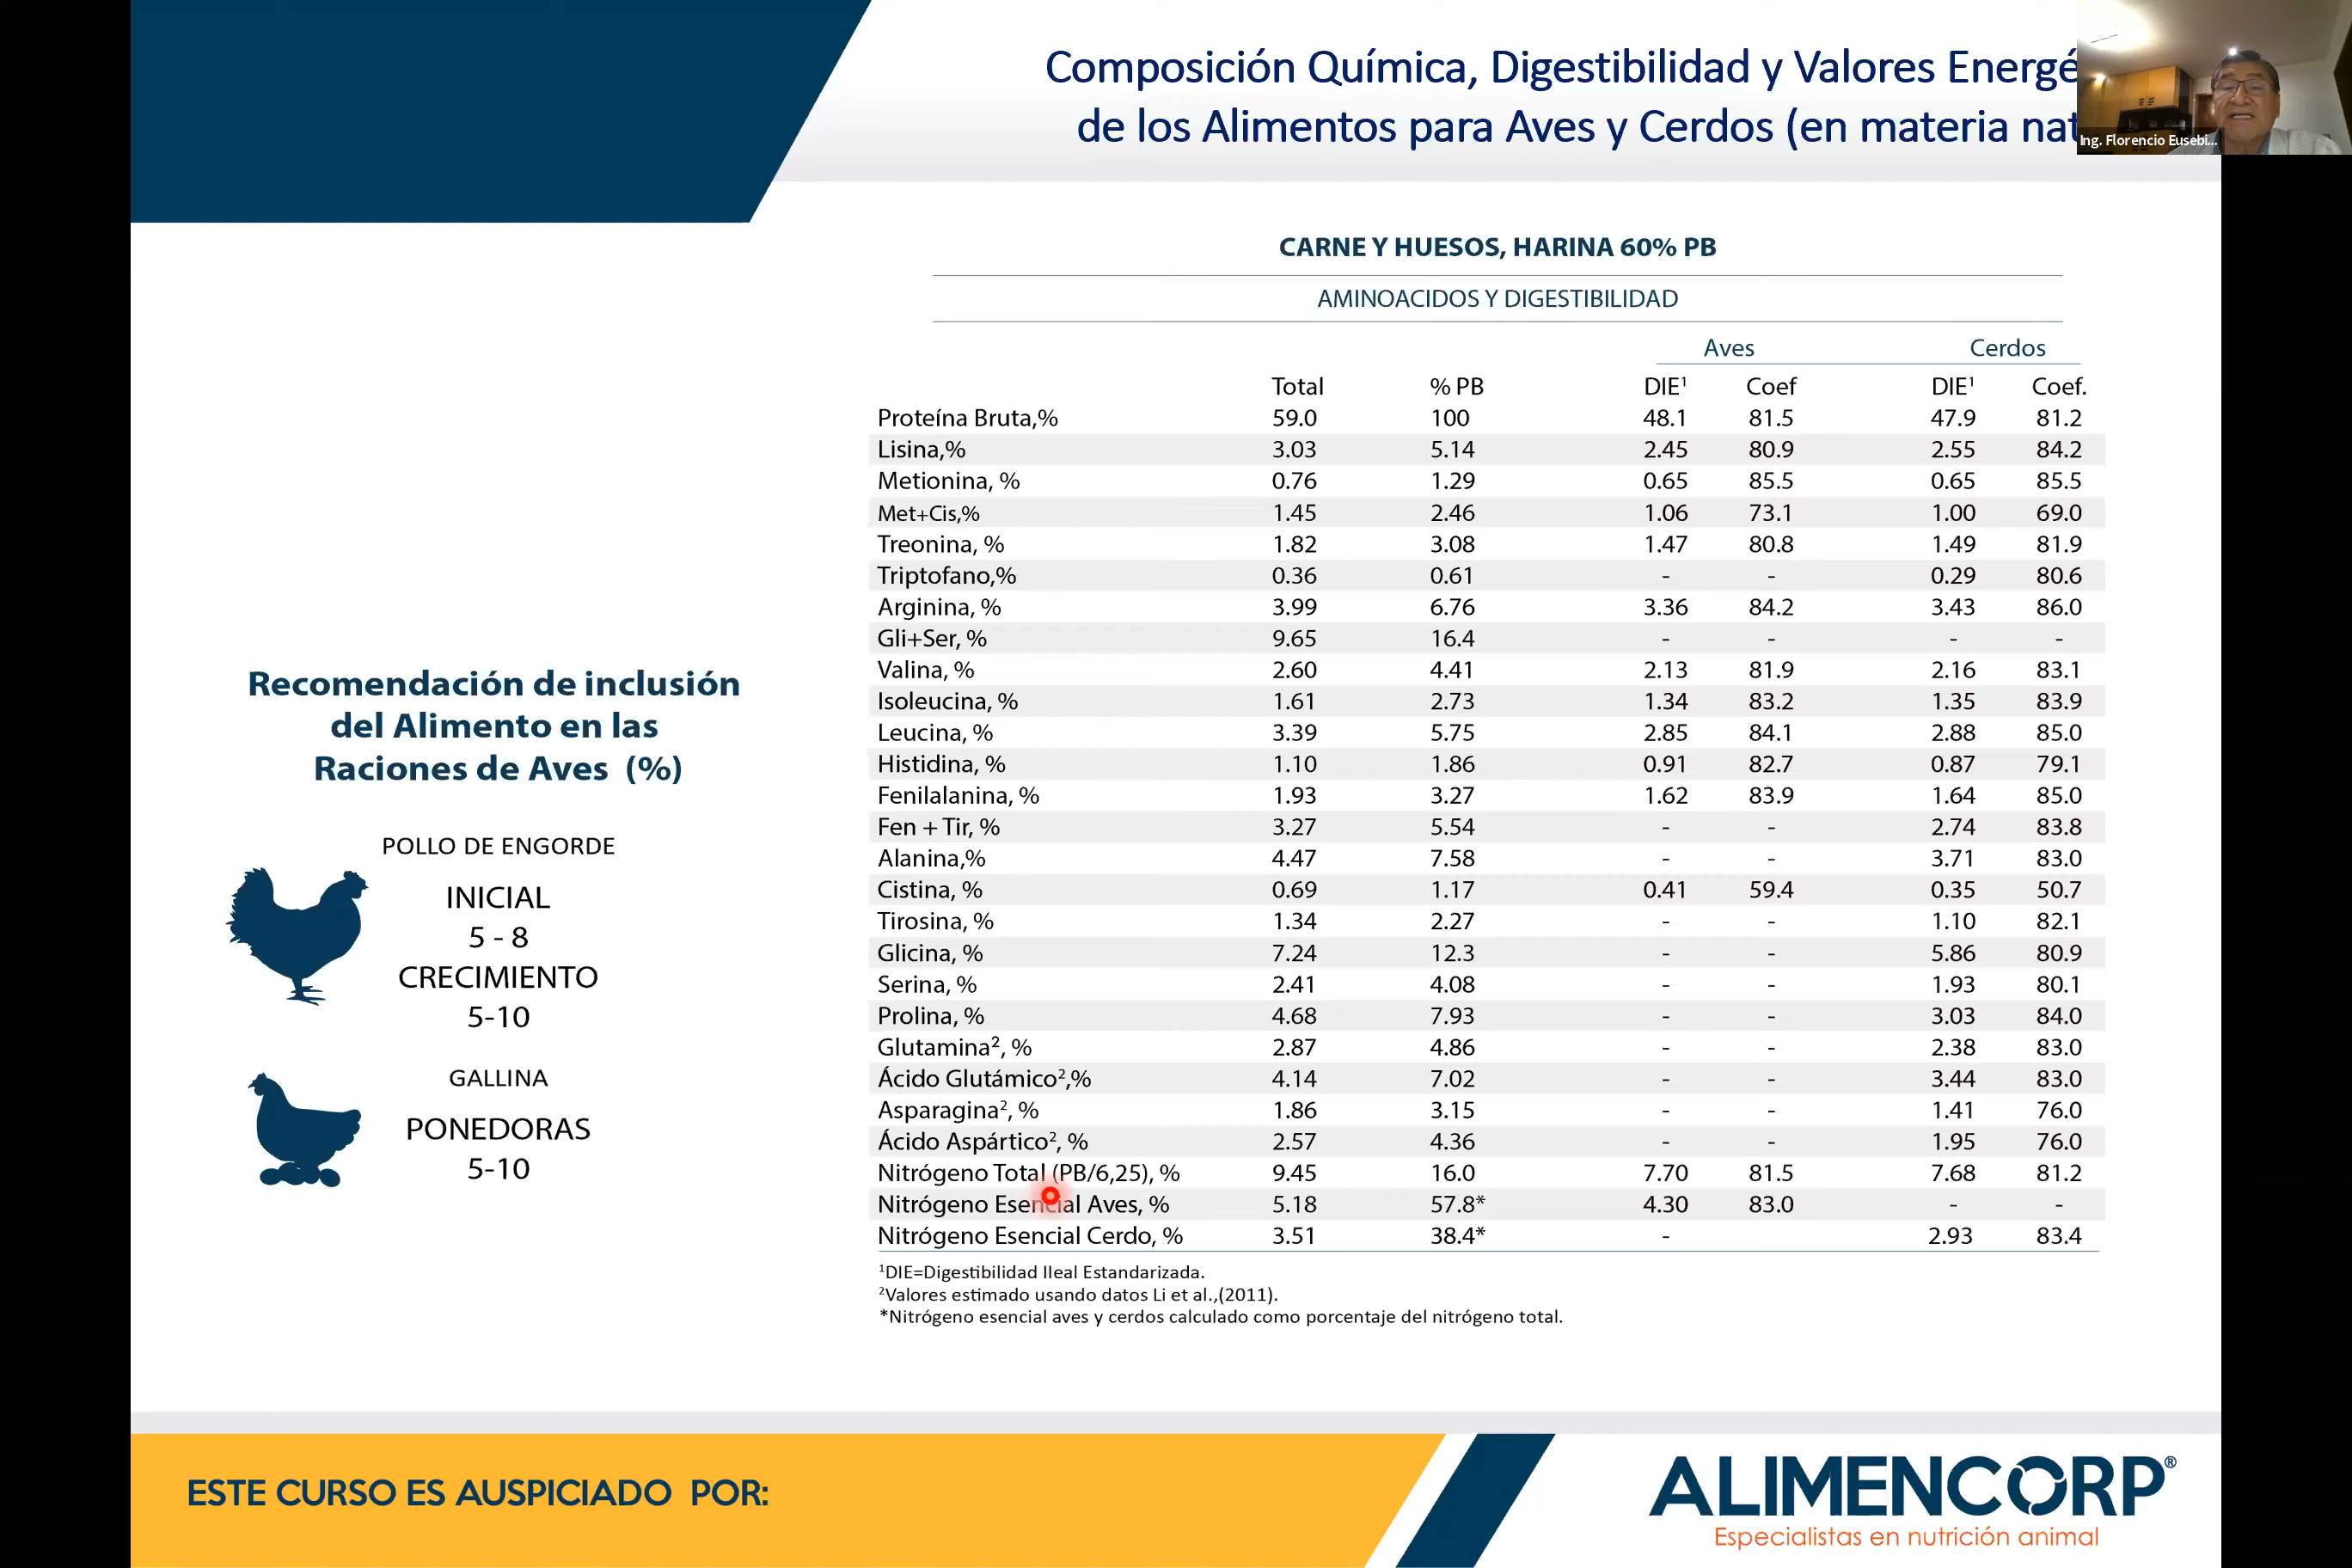 Composición Química, Digestibilidad y Valores Energé
de los Alimentos para Aves y Cerdos (en materia nat
Ing. Florencio Eusebi...
CARNE Y HUESOS, HARINA 60% PB
AMINOACIDOS Y DIGESTIBILIDAD
Aves Cerdos
Total % PB DIE¹ Coef DIE¹ Coef.
Proteína Bruta,% 59.0 100 48.1 81.5 47.9 81.2
Lisina,% 3.03 5.14 2.45 80.9 2.55 84.2
Metionina, % 0.76 1.29 0.65 85.5 0.65 85.5
Met+Cis,% 1.45 2.46 1.06 73.1 1.00 69.0
Treonina, % 1.82 3.08 1.47 80.8 1.49 81.9
Triptofano,% 0.36 0.61 - - 0.29 80.6
Arginina, % 3.99 6.76 3.36 84.2 3.43 86.0
Gli+Ser, % 9.65 16.4 - - - -
Valina, % 2.60 4.41 2.13 81.9 2.16 83.1
Isoleucina, % 1.61 2.73 1.34 83.2 1.35 83.9
Leucina, % 3.39 5.75 2.85 84.1 2.88 85.0
Histidina, % 1.10 1.86 0.91 82.7 0.87 79.1
Fenilalanina, % 1.93 3.27 1.62 83.9 1.64 85.0
Fen + Tir, % 3.27 5.54 - - 2.74 83.8
Alanina,% 4.47 7.58 - - 3.71 83.0
Cistina, % 0.69 1.17 0.41 59.4 0.35 50.7
Tirosina, % 1.34 2.27 - - 1.10 82.1
Glicina, % 7.24 12.3 - - 5.86 80.9
Serina, % 2.41 4.08 - - 1.93 80.1
Prolina, % 4.68 7.93 - - 3.03 84.0
Glutamina², % 2.87 4.86 - - 2.38 83.0
Ácido Glutámico²,% 4.14 7.02 - - 3.44 83.0
Asparagina², % 1.86 3.15 - - 1.41 76.0
Ácido Aspártico², % 2.57 4.36 - - 1.95 76.0
Nitrógeno Total (PB/6,25), % 9.45 16.0 7.70 81.5 7.68 81.2
Nitrógeno Esencial Aves, % 5.18 57.8* 4.30 83.0 - -
Nitrógeno Esencial Cerdo, % 3.51 38.4* - 2.93 83.4
¹DIE=Digestibilidad Ileal Estandarizada.
²Valores estimado usando datos Li et al.,(2011).
*Nitrógeno esencial aves y cerdos calculado como porcentaje del nitrógeno total.
Recomendación de inclusión
del Alimento en las
Raciones de Aves (%)
POLLO DE ENGORDE
INICIAL
5 - 8
CRECIMIENTO
5-10
GALLINA
PONEDORAS
5-10
ESTE CURSO ES AUSPICIADO POR:
ALIMENCORP®
Especialistas en nutrición animal